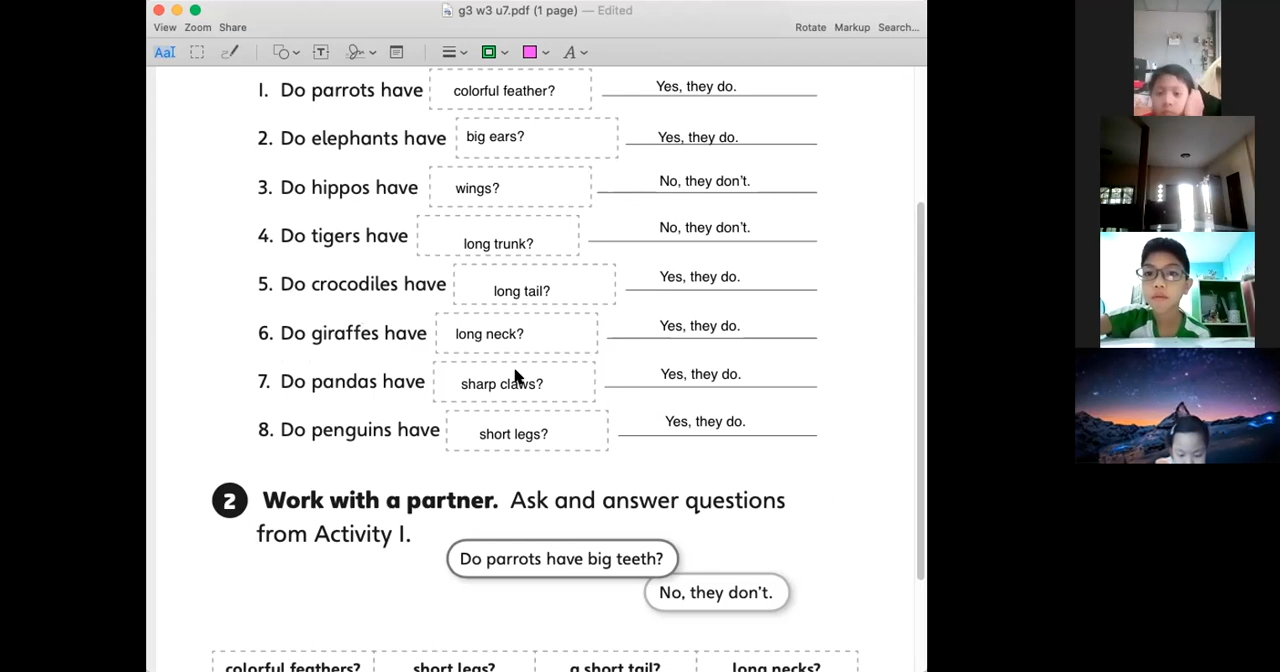 g3 w3 u7.pdf (1 page) — Edited
View Zoom Share Rotate Markup Search...
AaI T A
1. Do parrots have colorful feather? Yes, they do.
2. Do elephants have big ears? Yes, they do.
3. Do hippos have wings? No, they don't.
4. Do tigers have long trunk? No, they don't.
5. Do crocodiles have long tail? Yes, they do.
6. Do giraffes have long neck? Yes, they do.
7. Do pandas have sharp claws? Yes, they do.
8. Do penguins have short legs? Yes, they do.
2 Work with a partner. Ask and answer questions
from Activity 1.
Do parrots have big teeth?
No, they don't.
colorful feathers? short legs? a short tail? long necks?